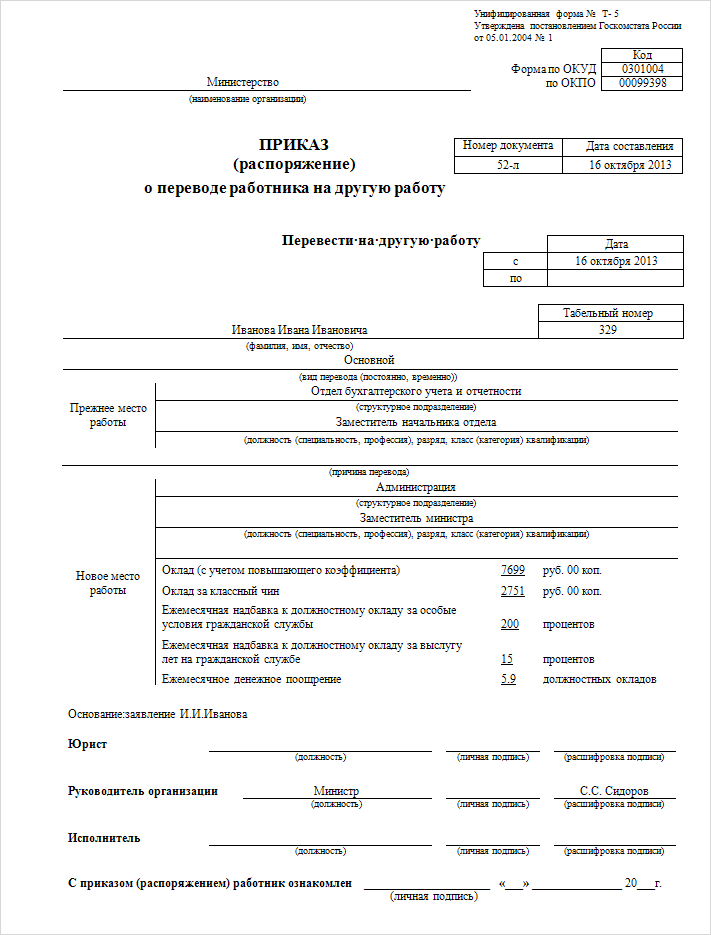 Унифицированная форма № Т- 5
Утверждена постановлением Госкомстата России
от 05.01.2004 № 1
Код
Форма по ОКУД 0301004
по ОКПО 00099398
Министерство
(наименование организации)
Номер документа Дата составления
52-л 16 октября 2013
ПРИКАЗ
(распоряжение)
о переводе работника на другую работу
Перевести·на·другую·работу
Дата
с 16 октября 2013
по
Табельный номер
Иванова Ивана Ивановича 329
(фамилия, имя, отчество)
Основной
(вид перевода (постоянно, временно))
Прежнее место работы
Отдел бухгалтерского учета и отчетности
(структурное подразделение)
Заместитель начальника отдела
(должность (специальность, профессия), разряд, класс (категория) квалификации)
(причина перевода)
Новое место работы
Администрация
(структурное подразделение)
Заместитель министра
(должность (специальность, профессия), разряд, класс (категория) квалификации)
Оклад (с учетом повышающего коэффициента) 7699 руб. 00 коп.
Оклад за классный чин 2751 руб. 00 коп.
Ежемесячная надбавка к должностному окладу за особые
условия гражданской службы 200 процентов
Ежемесячная надбавка к должностному окладу за выслугу
лет на гражданской службе 15 процентов
Ежемесячное денежное поощрение 5.9 должностных окладов
Основание:заявление И.И.Иванова
Юрист
(должность) (личная подпись) (расшифровка подписи)
Руководитель организации Министр С.С. Сидоров
(должность) (личная подпись) (расшифровка подписи)
Исполнитель
(должность) (личная подпись) (расшифровка подписи)
С приказом (распоряжением) работник ознакомлен «___» 20___г.
(личная подпись)